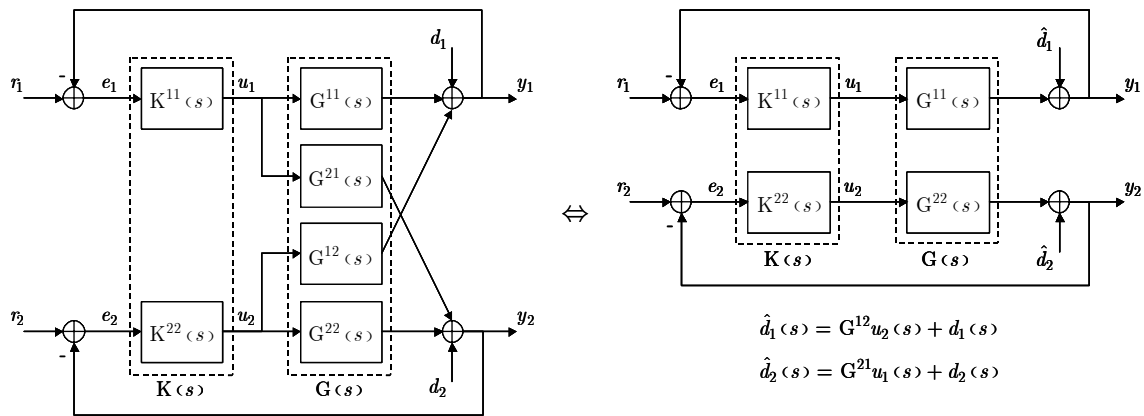 d₁
r₁ - e₁ K¹¹(s) u₁ G¹¹(s) y₁
G²¹(s)
G¹²(s)
r₂ - e₂ K²²(s) u₂ G²²(s) y₂
d₂
K(s) G(s)
⇔
d̂₁
r₁ - e₁ K¹¹(s) u₁ G¹¹(s) y₁
r₂ - e₂ K²²(s) u₂ G²²(s) y₂
d̂₂
K(s) G(s)
d̂₁(s) = G¹²u₂(s) + d₁(s)
d̂₂(s) = G²¹u₁(s) + d₂(s)